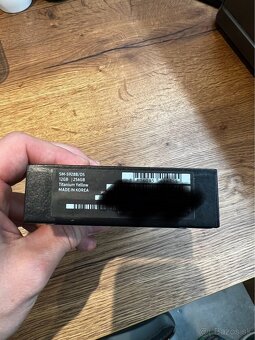 SM-S928B/DS
12GB | 256GB
Titanium Yellow
MADE IN KOREA